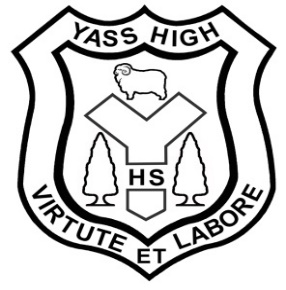 YASS HIGH
Y
HS
VIRTUTE ET LABORE